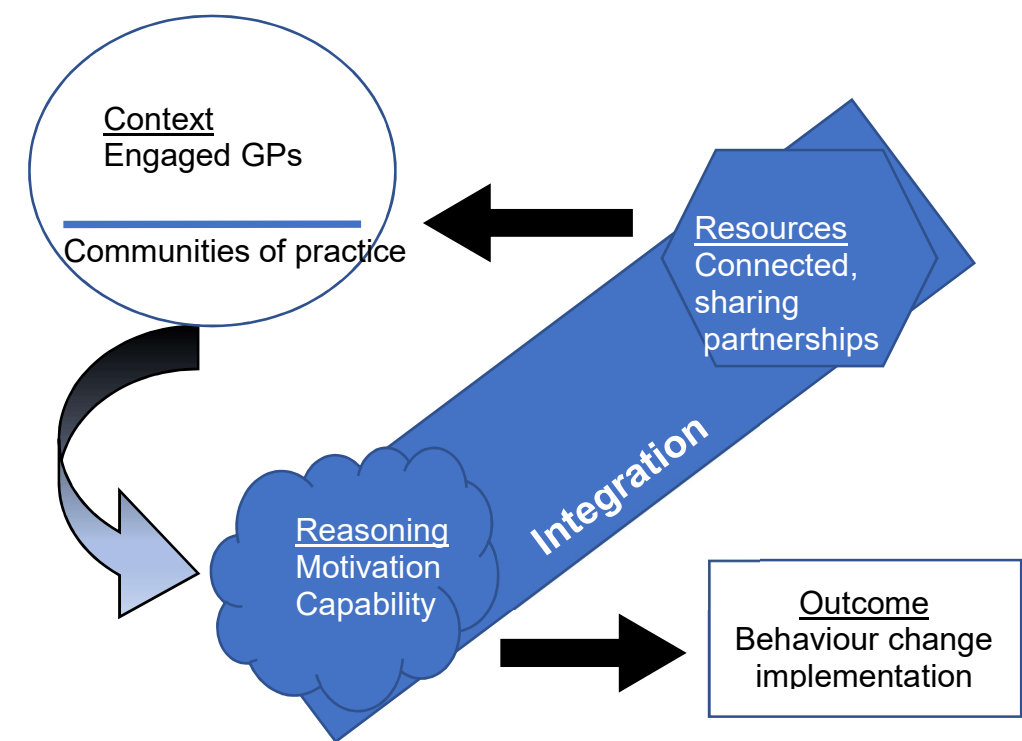 Context
Engaged GPs
Communities of practice
Resources
Connected,
sharing
partnerships
Integration
Reasoning
Motivation
Capability
Outcome
Behaviour change
implementation